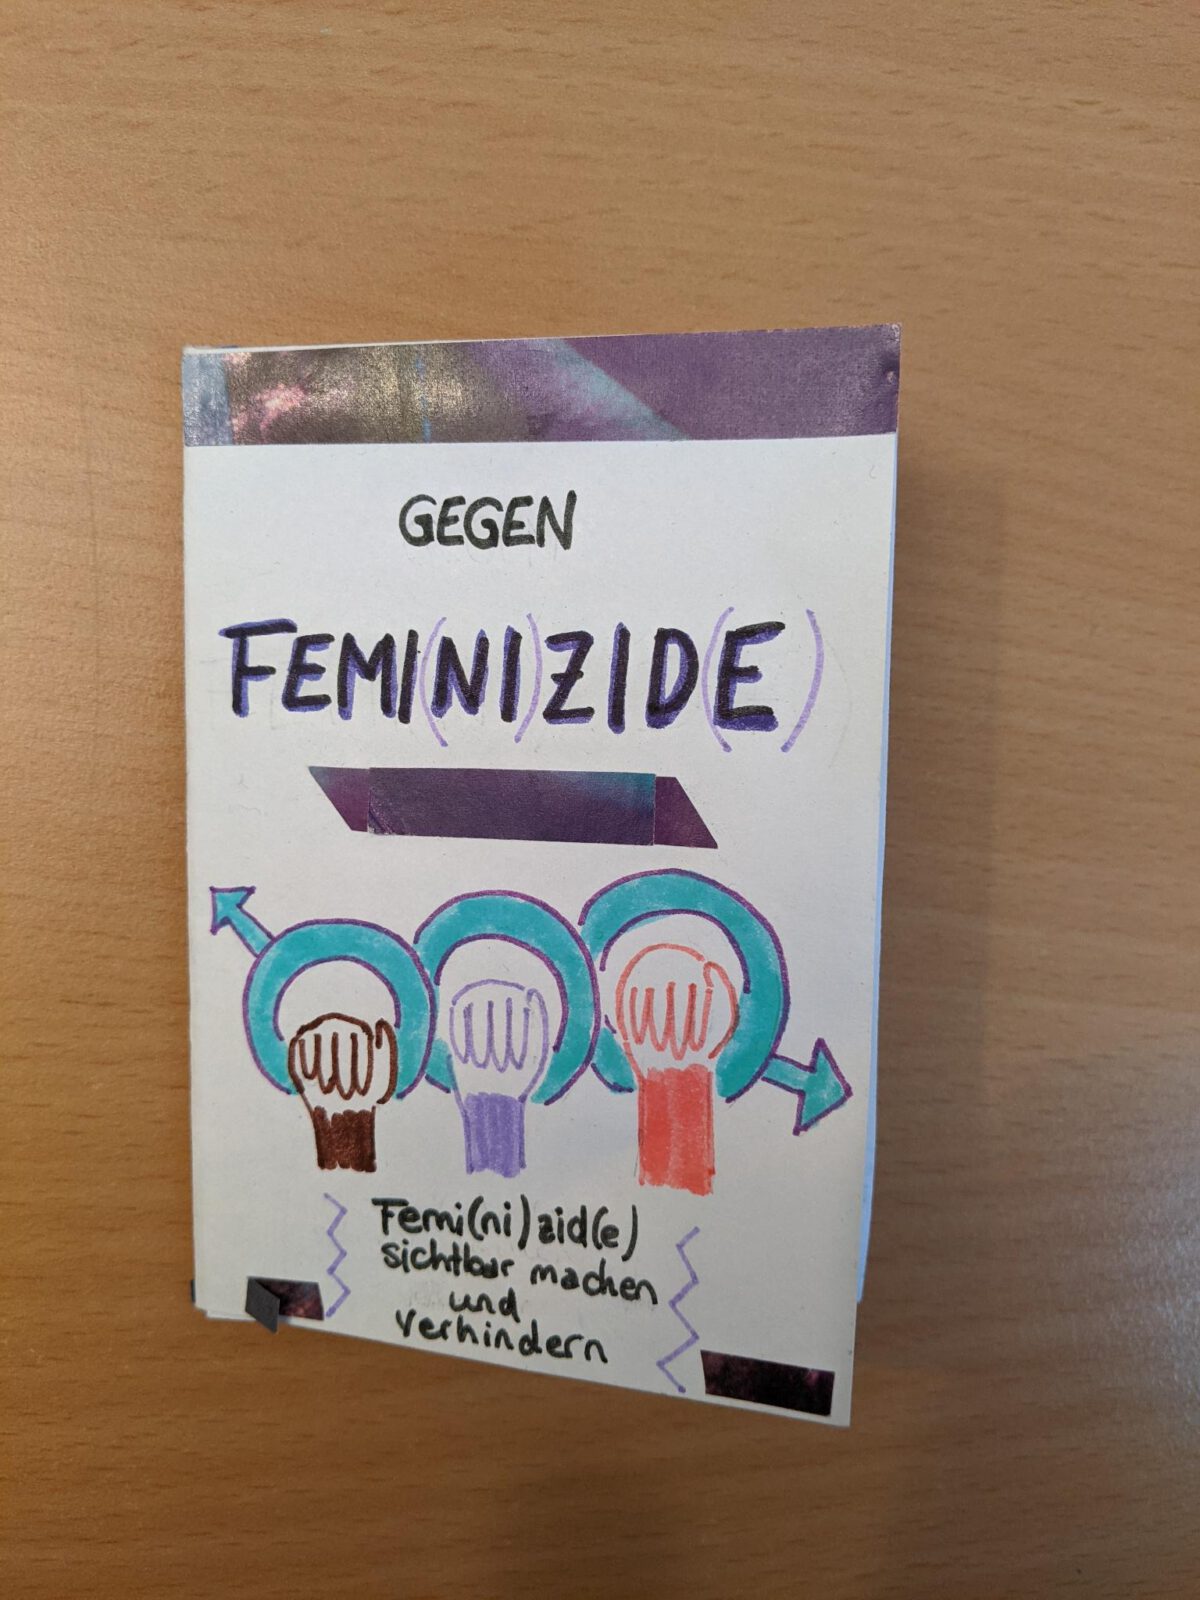 GEGEN
FEMI(NI)ZID(E)
Femi(ni)zid(e)
sichtbar machen
und
verhindern